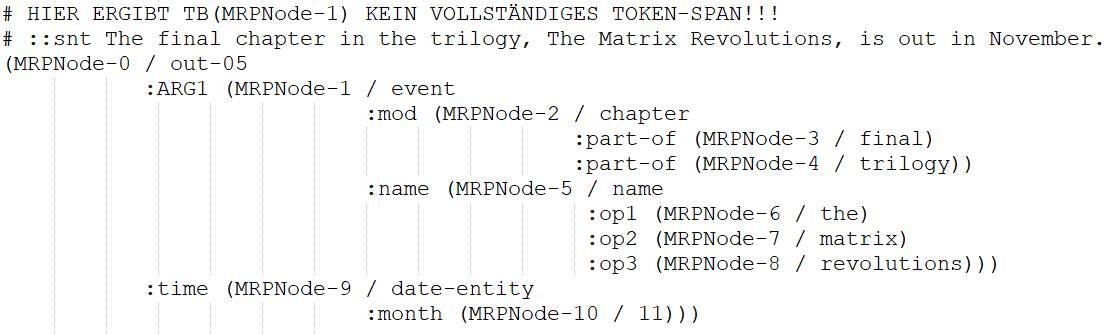 # HIER ERGIBT TB(MRPNode-1) KEIN VOLLSTÄNDIGES TOKEN-SPAN!!!
# ::snt The final chapter in the trilogy, The Matrix Revolutions, is out in November.
(MRPNode-0 / out-05
:ARG1 (MRPNode-1 / event
:mod (MRPNode-2 / chapter
:part-of (MRPNode-3 / final)
:part-of (MRPNode-4 / trilogy))
:name (MRPNode-5 / name
:op1 (MRPNode-6 / the)
:op2 (MRPNode-7 / matrix)
:op3 (MRPNode-8 / revolutions)))
:time (MRPNode-9 / date-entity
:month (MRPNode-10 / 11)))